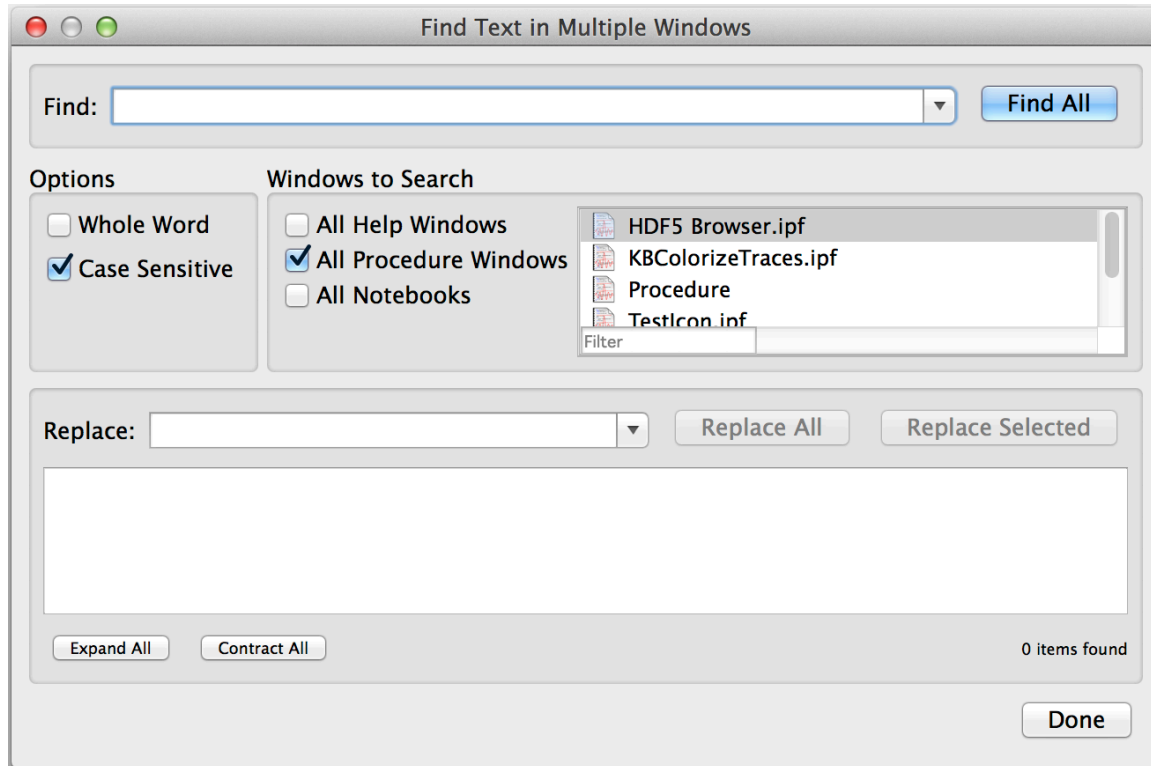 Find Text in Multiple Windows
Find:
Find All
Options
Windows to Search
Whole Word
Case Sensitive
All Help Windows
All Procedure Windows
All Notebooks
HDF5 Browser.ipf
KBColorizeTraces.ipf
Procedure
TestIcon.ipf
Filter
Replace:
Replace All
Replace Selected
Expand All
Contract All
0 items found
Done